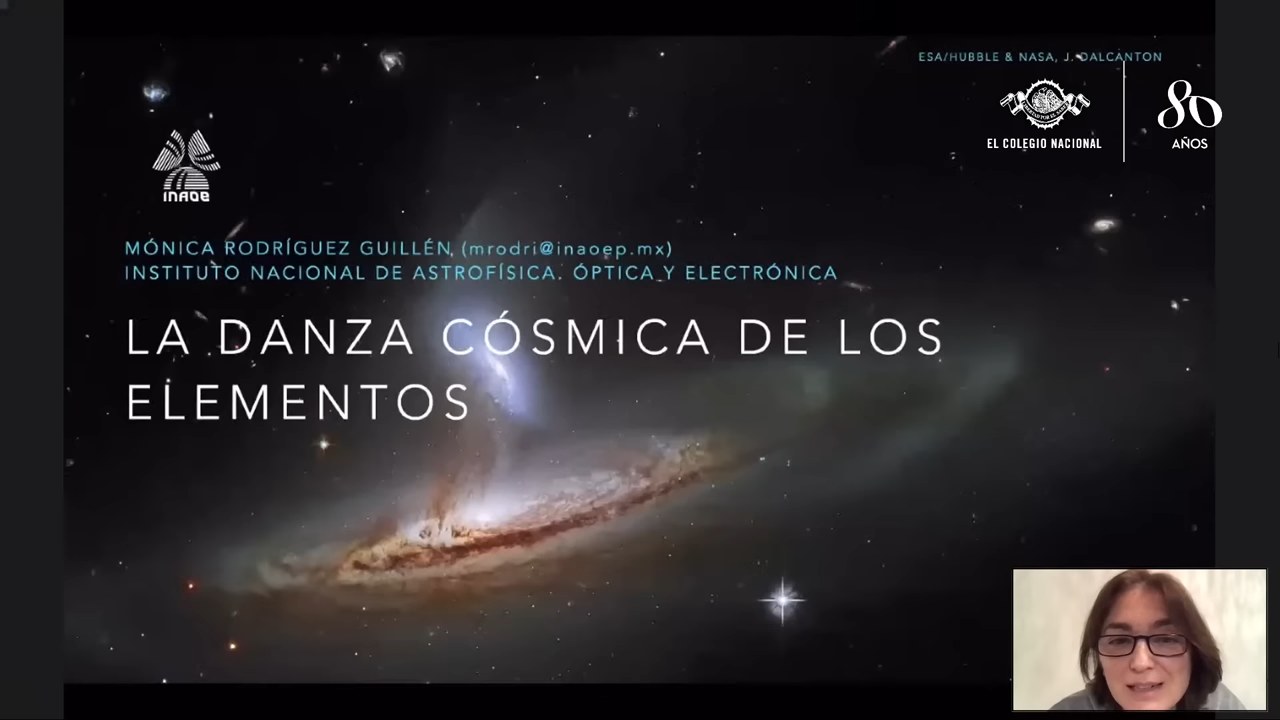 ESA/HUBBLE & NASA, J. DALCANTON
EL COLEGIO NACIONAL
80
AÑOS
INAOE
MÓNICA RODRÍGUEZ GUILLÉN (mrodri@inaoep.mx)
INSTITUTO NACIONAL DE ASTROFÍSICA. ÓPTICA Y ELECTRÓNICA
LA DANZA CÓSMICA DE LOS
ELEMENTOS